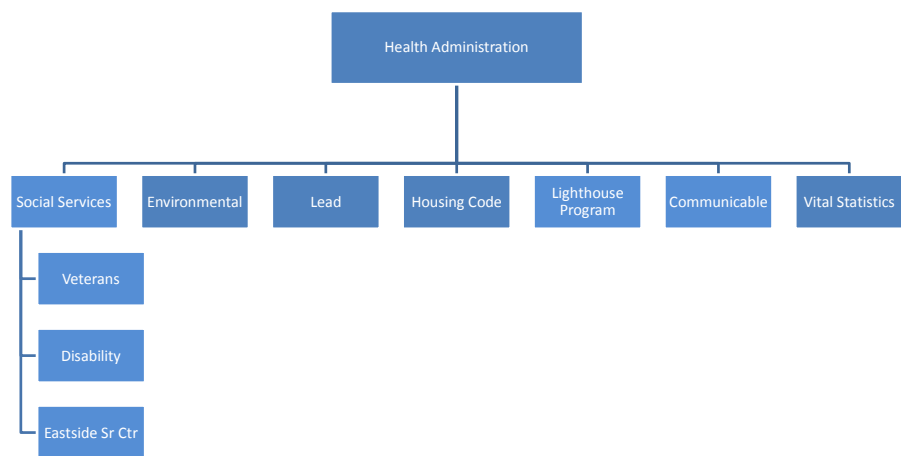 Health Administration
Social Services
Environmental
Lead
Housing Code
Lighthouse
Program
Communicable
Vital Statistics
Veterans
Disability
Eastside Sr Ctr